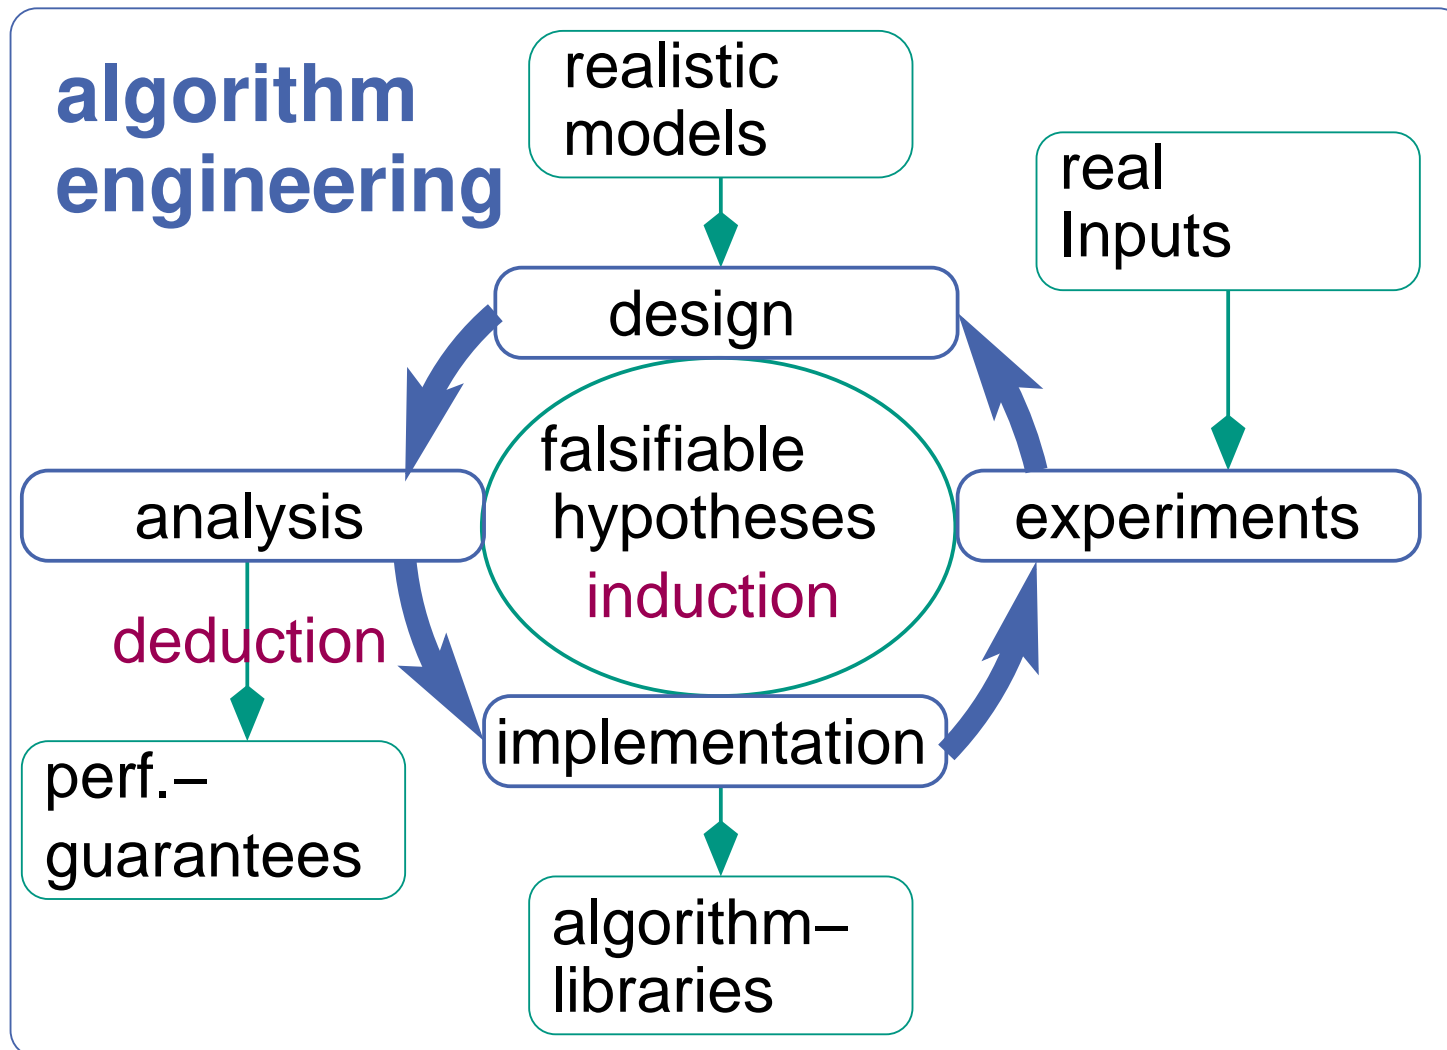 algorithm
engineering
realistic
models
real
Inputs
design
falsifiable
hypotheses
induction
analysis
experiments
deduction
implementation
perf.–
guarantees
algorithm–
libraries